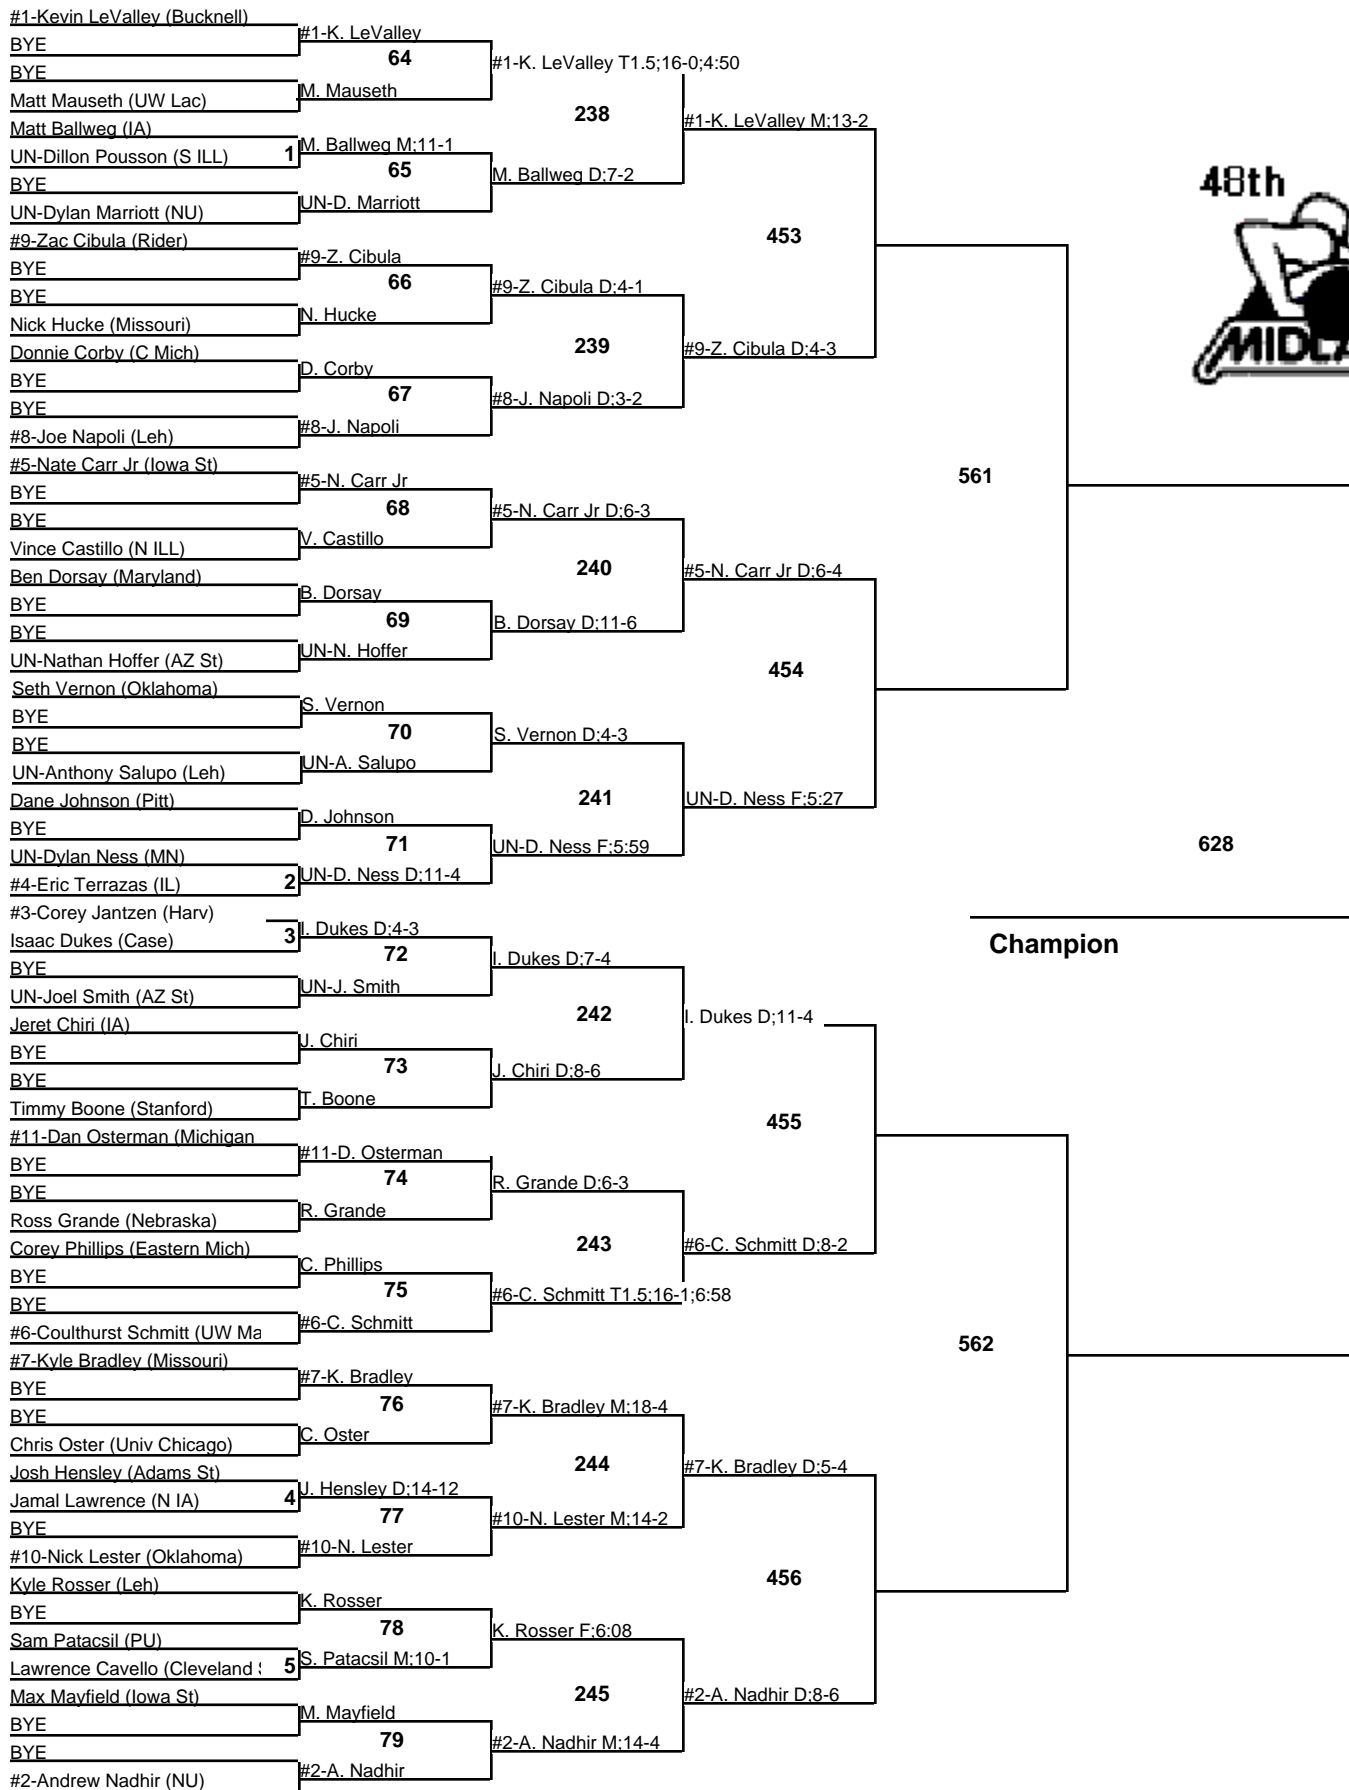 #1-Kevin LeValley (Bucknell)
BYE
BYE
Matt Mauseth (UW Lac)
Matt Ballweg (IA)
UN-Dillon Pousson (S ILL)
1
BYE
UN-Dylan Marriott (NU)
#9-Zac Cibula (Rider)
BYE
BYE
Nick Hucke (Missouri)
Donnie Corby (C Mich)
BYE
BYE
#8-Joe Napoli (Leh)
#5-Nate Carr Jr (Iowa St)
BYE
BYE
Vince Castillo (N ILL)
Ben Dorsay (Maryland)
BYE
BYE
UN-Nathan Hoffer (AZ St)
Seth Vernon (Oklahoma)
BYE
BYE
UN-Anthony Salupo (Leh)
Dane Johnson (Pitt)
BYE
UN-Dylan Ness (MN)
#4-Eric Terrazas (IL)
2
#3-Corey Jantzen (Harv)
Isaac Dukes (Case)
3
BYE
UN-Joel Smith (AZ St)
Jeret Chiri (IA)
BYE
BYE
Timmy Boone (Stanford)
#11-Dan Osterman (Michigan
BYE
BYE
Ross Grande (Nebraska)
Corey Phillips (Eastern Mich)
BYE
BYE
#6-Coulthurst Schmitt (UW Ma
#7-Kyle Bradley (Missouri)
BYE
BYE
Chris Oster (Univ Chicago)
Josh Hensley (Adams St)
Jamal Lawrence (N IA)
4
BYE
#10-Nick Lester (Oklahoma)
Kyle Rosser (Leh)
BYE
Sam Patacsil (PU)
Lawrence Cavello (Cleveland
5
Max Mayfield (Iowa St)
BYE
BYE
#2-Andrew Nadhir (NU)
#1-K. LeValley
64
M. Mauseth
M. Ballweg M;11-1
65
UN-D. Marriott
#9-Z. Cibula
66
N. Hucke
D. Corby
67
#8-J. Napoli
#5-N. Carr Jr
68
V. Castillo
B. Dorsay
69
UN-N. Hoffer
S. Vernon
70
UN-A. Salupo
D. Johnson
71
UN-D. Ness D;11-4
I. Dukes D;4-3
72
UN-J. Smith
J. Chiri
73
T. Boone
#11-D. Osterman
74
R. Grande
C. Phillips
75
#6-C. Schmitt
#7-K. Bradley
76
C. Oster
J. Hensley D;14-12
77
#10-N. Lester
K. Rosser
78
S. Patacsil M;10-1
M. Mayfield
79
#2-A. Nadhir
#1-K. LeValley T1.5;16-0;4:50
238
M. Ballweg D;7-2
#9-Z. Cibula D;4-1
239
#8-J. Napoli D;3-2
#5-N. Carr Jr D;6-3
240
B. Dorsay D;11-6
S. Vernon D;4-3
241
UN-D. Ness F;5:59
I. Dukes D;7-4
242
J. Chiri D;8-6
R. Grande D;6-3
243
#6-C. Schmitt T1.5;16-1;6:58
#7-K. Bradley M;18-4
244
#10-N. Lester M;14-2
K. Rosser F;6:08
245
#2-A. Nadhir M;14-4
#1-K. LeValley M;13-2
453
#9-Z. Cibula D;4-3
#5-N. Carr Jr D;6-4
454
UN-D. Ness F;5:27
I. Dukes D;11-4
455
#6-C. Schmitt D;8-2
#7-K. Bradley D;5-4
456
#2-A. Nadhir D;8-6
561
562
48th
628
Champion